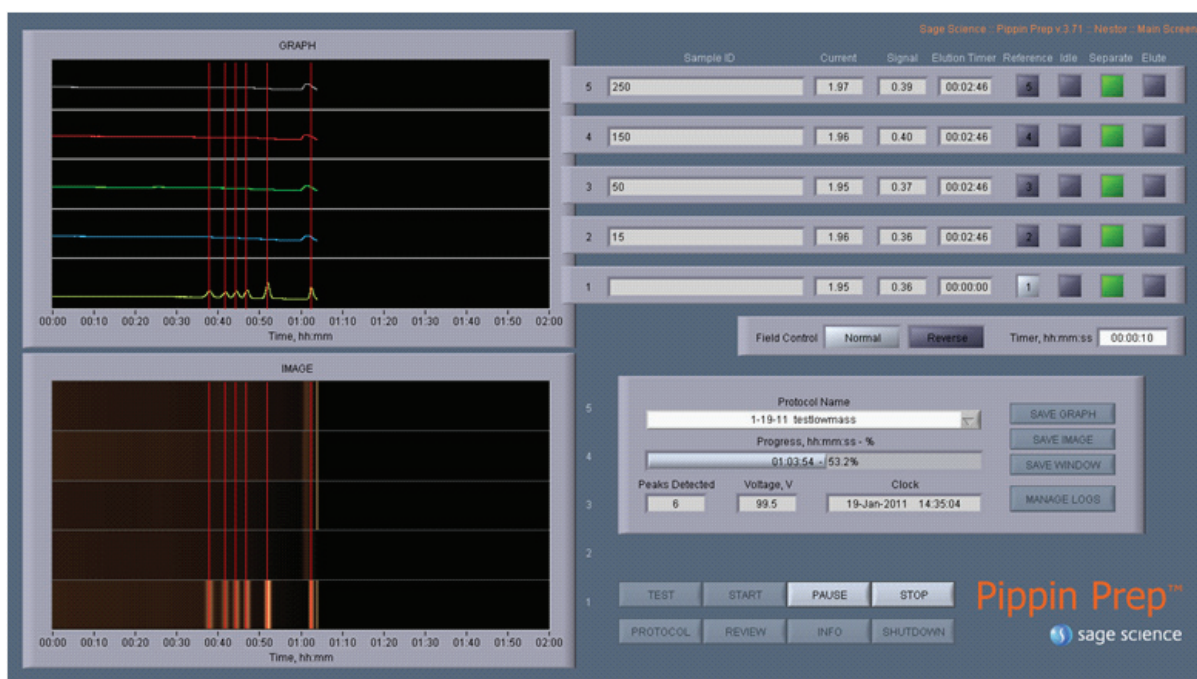 Sage Science :: Pippin Prep v.3.71 :: Nestor :: Main Screen
GRAPH
Sample ID Current Signal Elution Timer Reference Idle Separate Elute
5 250 1.97 0.39 00:02:46 5
4 150 1.96 0.40 00:02:46 4
3 50 1.95 0.37 00:02:46 3
2 15 1.96 0.36 00:02:46 2
1 1.95 0.36 00:00:00 1
00:00 00:10 00:20 00:30 00:40 00:50 01:00 01:10 01:20 01:30 01:40 01:50 02:00
Time, hh:mm
Field Control Normal Reverse Timer, hh:mm:ss 00:00:10
IMAGE
5
4
3
2
1
00:00 00:10 00:20 00:30 00:40 00:50 01:00 01:10 01:20 01:30 01:40 01:50 02:00
Time, hh:mm
Protocol Name
1-19-11 testlowmass
Progress, hh:mm:ss - %
01:03:54 - 53.2%
Peaks Detected Voltage, V Clock
6 99.5 19-Jan-2011 14:35:04
SAVE GRAPH
SAVE IMAGE
SAVE WINDOW
MANAGE LOGS
TEST START PAUSE STOP
PROTOCOL REVIEW INFO SHUTDOWN
Pippin Prep™
sage science